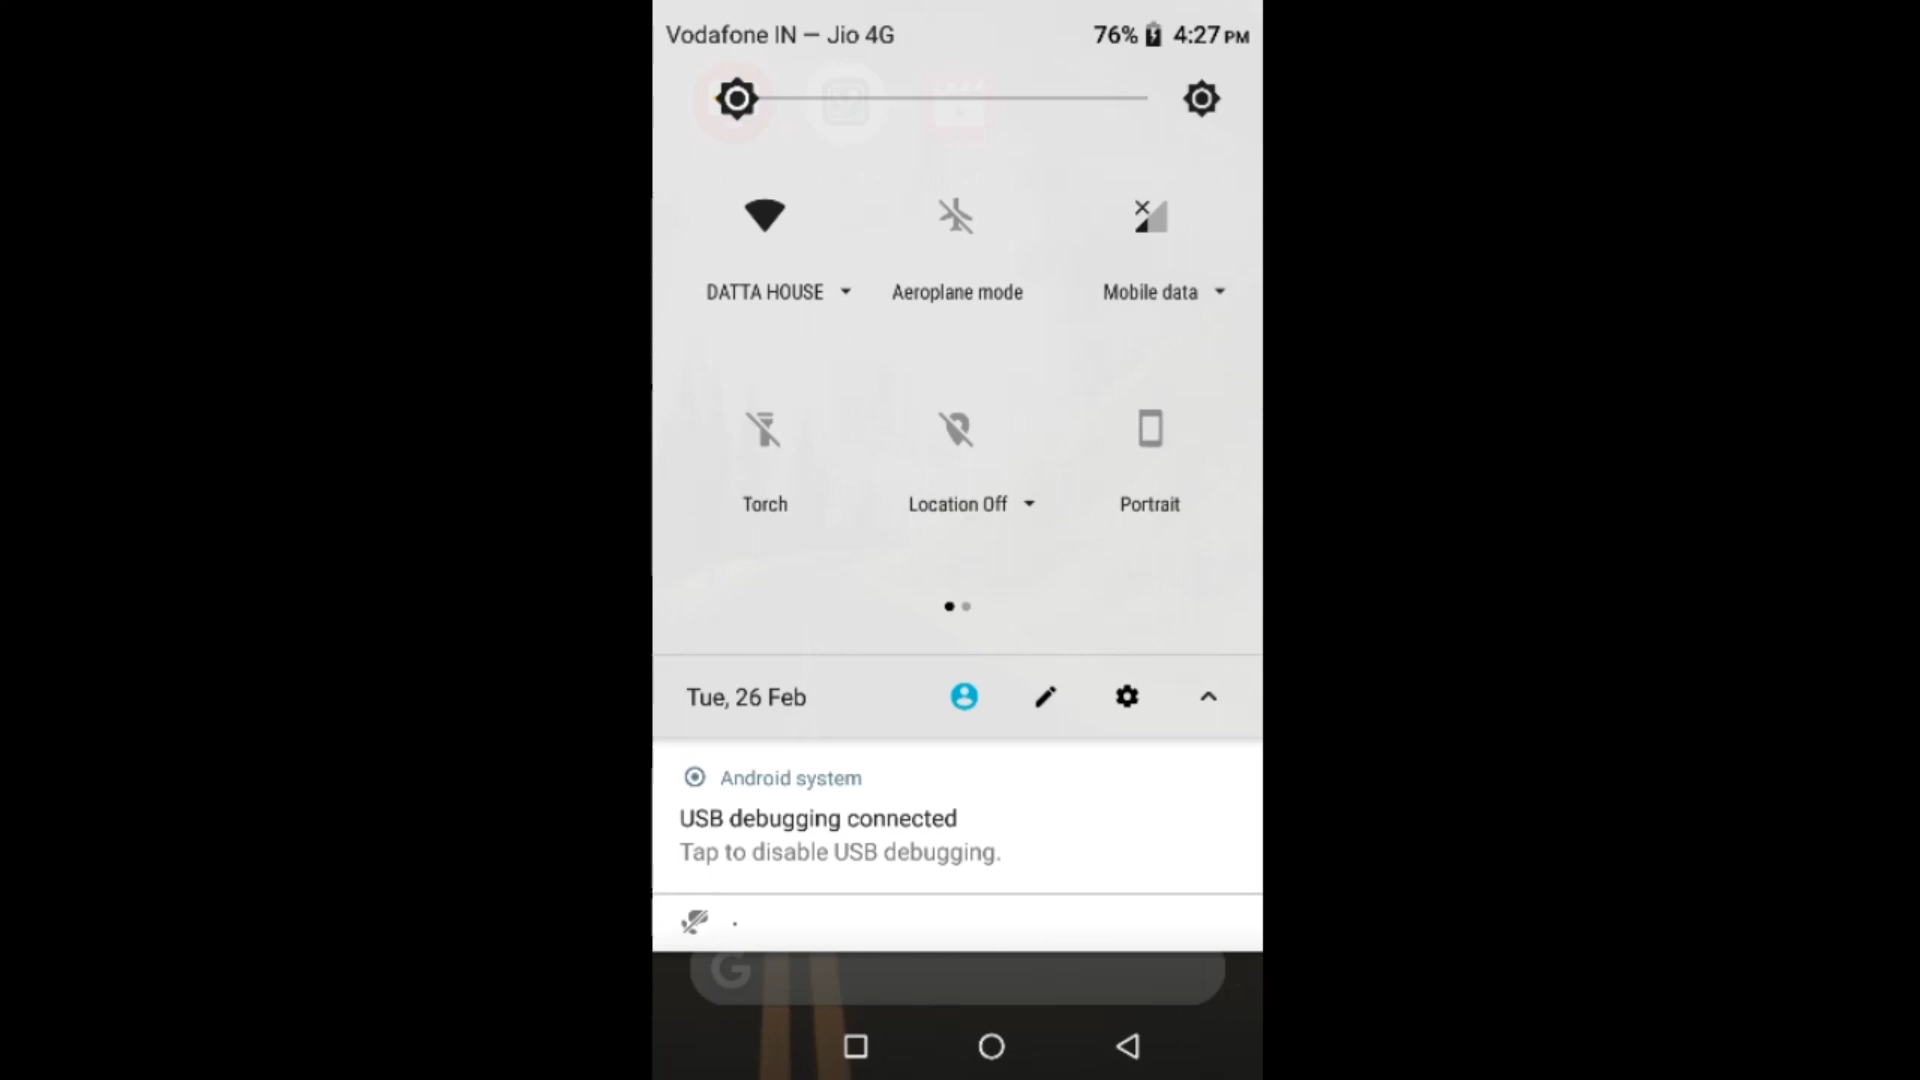 Vodafone IN — Jio 4G 76% 4:27 PM
DATTA HOUSE Aeroplane mode Mobile data
Torch Location Off Portrait
Tue, 26 Feb
Android system
USB debugging connected
Tap to disable USB debugging.
G